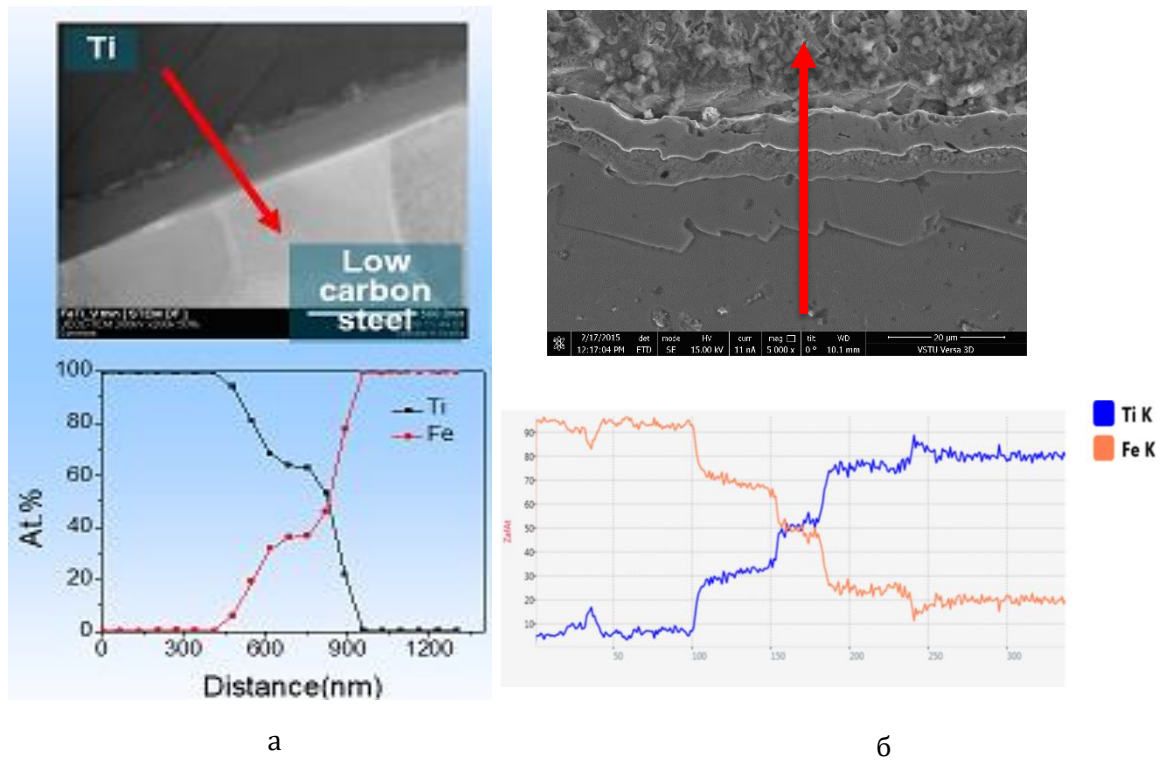 Ti
Low
carbon
steel
100
80
60
40
20
0
At.%
Ti
Fe
0 300 600 900 1200
Distance(nm)
а
2/17/2015 det mode HV curr mag tilt WD 20 µm
12:17:04 PM ETD SE 15.00 kV 11 nA 5 000 x 0 ° 10.1 mm VSTU Versa 3D
Ti K
Fe K
90
80
70
60
50
40
30
20
10
ZafAt
50 100 150 200 250 300
б